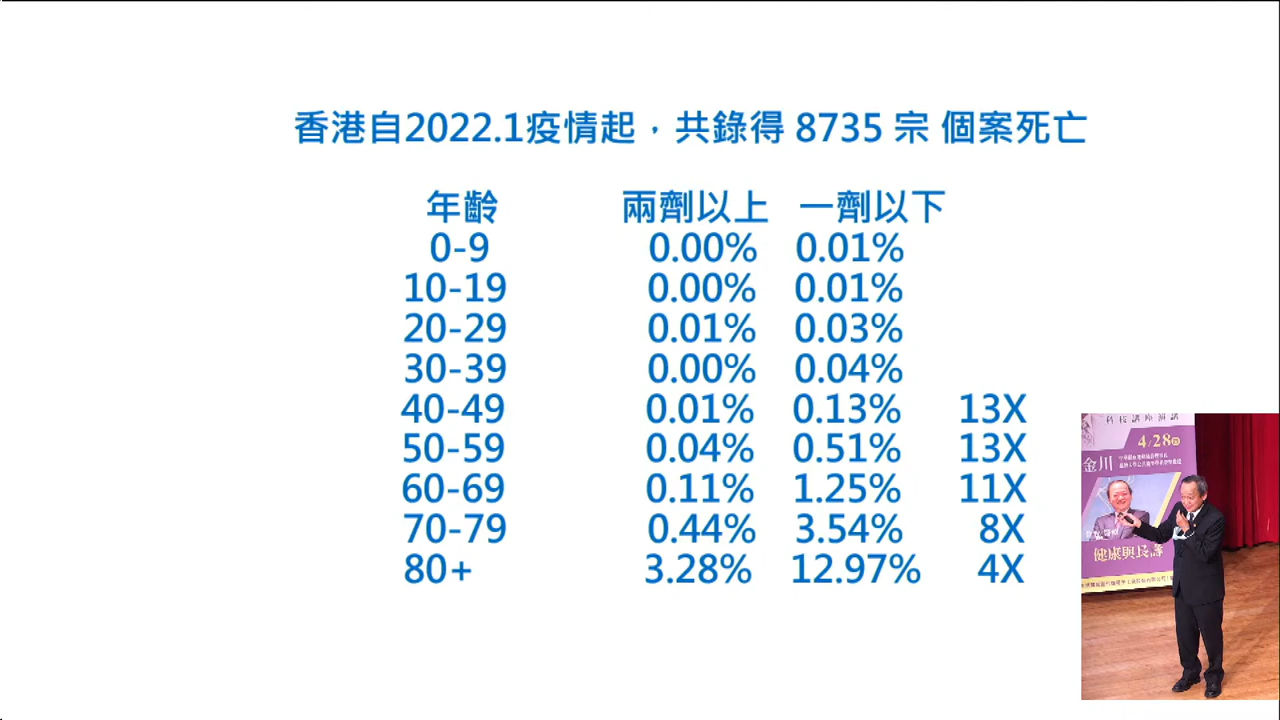 香港自2022.1疫情起，共錄得 8735 宗 個案死亡
年齡 兩劑以上 一劑以下
0-9 0.00% 0.01%
10-19 0.00% 0.01%
20-29 0.01% 0.03%
30-39 0.00% 0.04%
40-49 0.01% 0.13% 13X
50-59 0.04% 0.51% 13X
60-69 0.11% 1.25% 11X
70-79 0.44% 3.54% 8X
80+ 3.28% 12.97% 4X
4/28
金川
健康與長壽